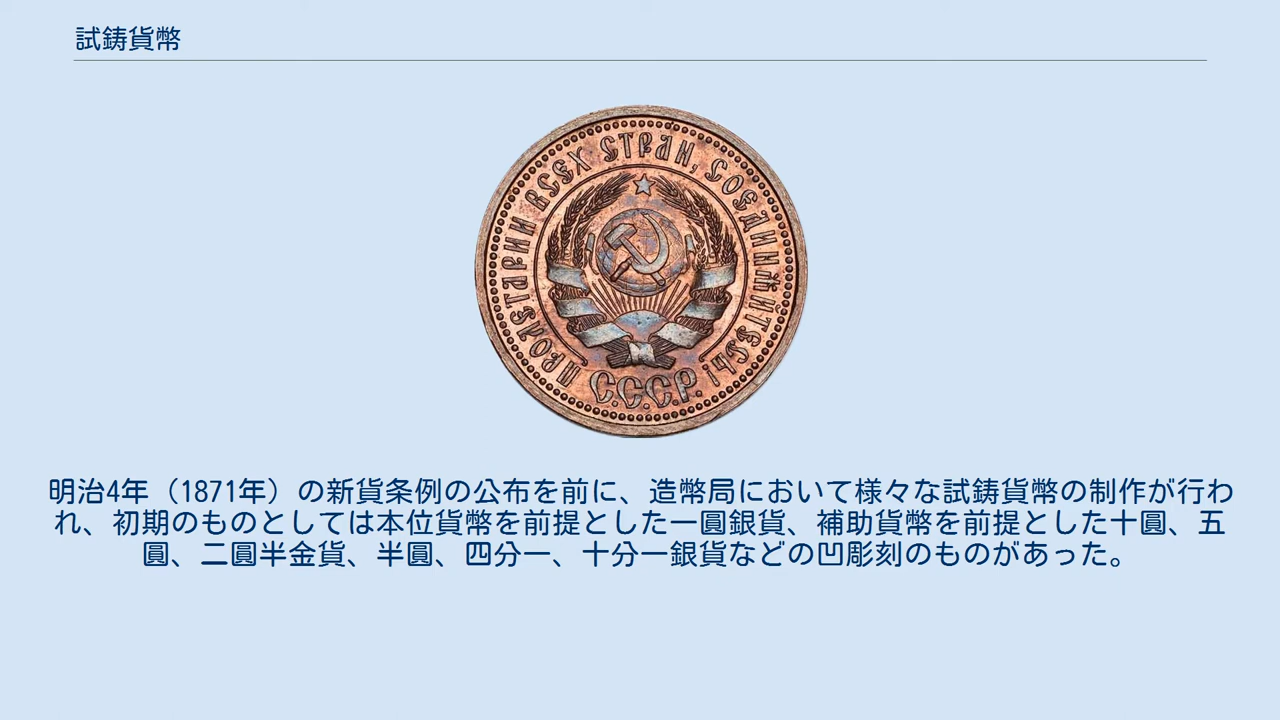 試鋳貨幣
ПРОЛЕТАРИИ ВСЕХ СТРАН, СОЕДИНЯЙТЕСЬ!
С.С.С.Р.
明治4年（1871年）の新貨条例の公布を前に、造幣局において様々な試鋳貨幣の制作が行わ
れ、初期のものとしては本位貨幣を前提とした一圓銀貨、補助貨幣を前提とした十圓、五
圓、二圓半金貨、半圓、四分一、十分一銀貨などの凹彫刻のものがあった。